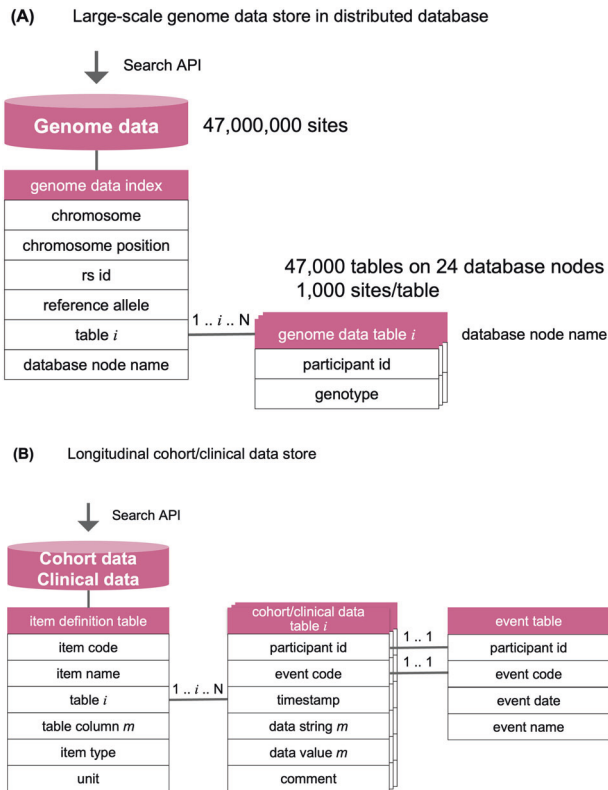 (A) Large-scale genome data store in distributed database
Search API
Genome data
47,000,000 sites
genome data index
chromosome
chromosome position
rs id
reference allele
table i
database node name
1 .. i .. N
47,000 tables on 24 database nodes
1,000 sites/table
genome data table i
database node name
participant id
genotype
(B) Longitudinal cohort/clinical data store
Search API
Cohort data
Clinical data
item definition table
item code
item name
table i
table column m
item type
unit
1 .. i .. N
cohort/clinical data
table i
participant id
event code
timestamp
data string m
data value m
comment
1 .. 1
1 .. 1
event table
participant id
event code
event date
event name